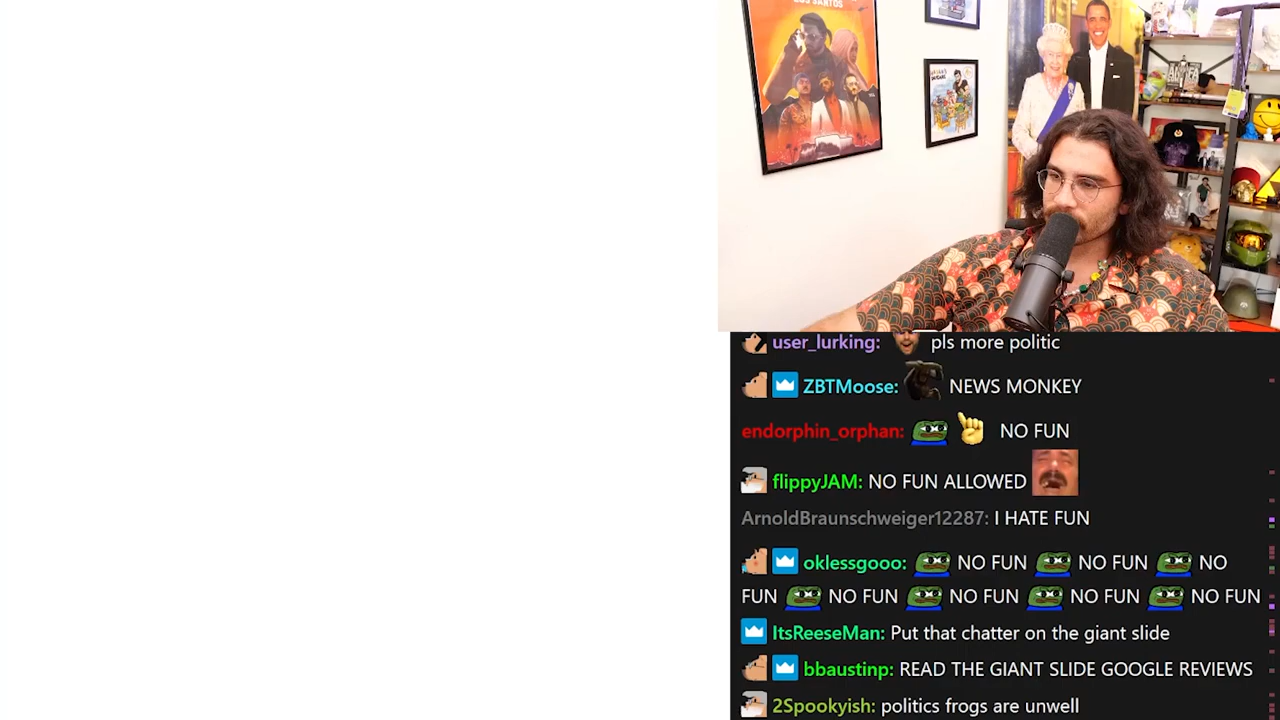 LOS SANTOS
user_lurking: pls more politic
ZBTMoose: NEWS MONKEY
endorphin_orphan: NO FUN
flippyJAM: NO FUN ALLOWED
ArnoldBraunschweiger12287: I HATE FUN
oklessgooo: NO FUN NO FUN NO
FUN NO FUN NO FUN NO FUN NO FUN
ItsReeseMan: Put that chatter on the giant slide
bbaustinp: READ THE GIANT SLIDE GOOGLE REVIEWS
2Spookyish: politics frogs are unwell